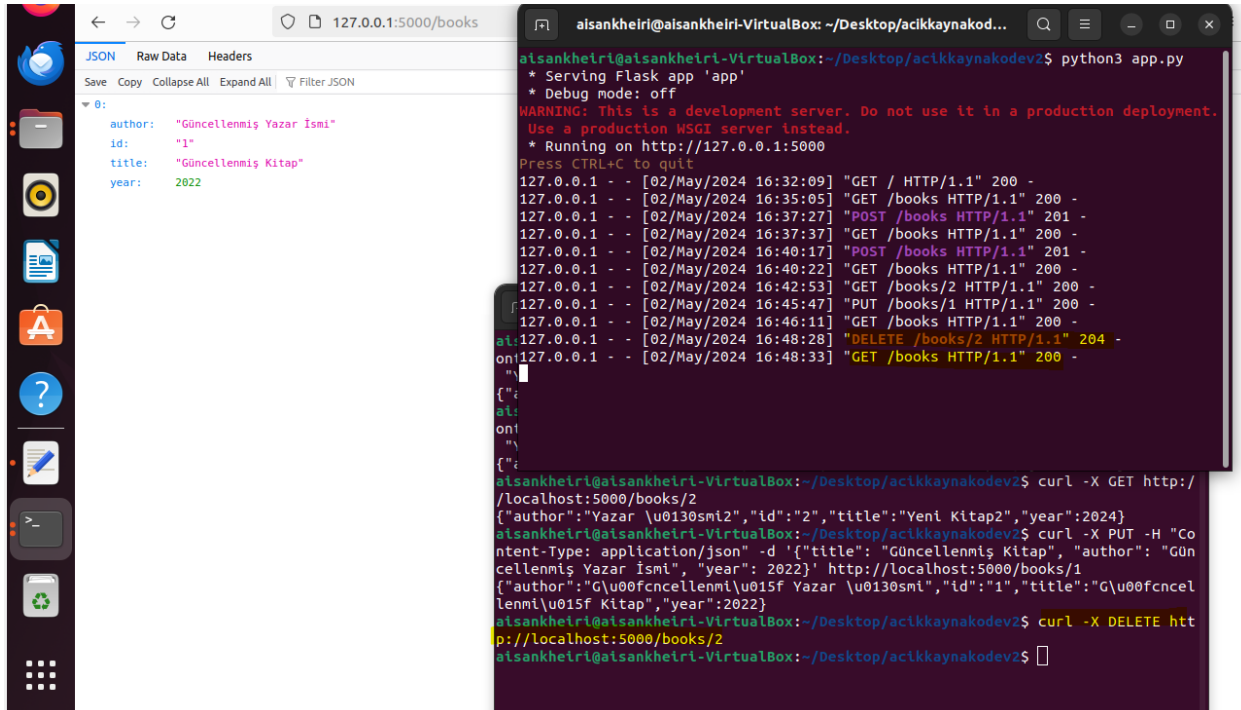 127.0.0.1:5000/books
JSON Raw Data Headers
Save Copy Collapse All Expand All Filter JSON
0:
author: "Güncellenmiş Yazar İsmi"
id: "1"
title: "Güncellenmiş Kitap"
year: 2022
aisankheiri@aisankheiri-VirtualBox: ~/Desktop/acikkaynakod...
aisankheiri@aisankheiri-VirtualBox:~/Desktop/acikkaynakodev2$ python3 app.py
* Serving Flask app 'app'
* Debug mode: off
WARNING: This is a development server. Do not use it in a production deployment.
Use a production WSGI server instead.
* Running on http://127.0.0.1:5000
Press CTRL+C to quit
127.0.0.1 - - [02/May/2024 16:32:09] "GET / HTTP/1.1" 200 -
127.0.0.1 - - [02/May/2024 16:35:05] "GET /books HTTP/1.1" 200 -
127.0.0.1 - - [02/May/2024 16:37:27] "POST /books HTTP/1.1" 201 -
127.0.0.1 - - [02/May/2024 16:37:37] "GET /books HTTP/1.1" 200 -
127.0.0.1 - - [02/May/2024 16:40:17] "POST /books HTTP/1.1" 201 -
127.0.0.1 - - [02/May/2024 16:40:22] "GET /books HTTP/1.1" 200 -
127.0.0.1 - - [02/May/2024 16:42:53] "GET /books/2 HTTP/1.1" 200 -
127.0.0.1 - - [02/May/2024 16:45:47] "PUT /books/1 HTTP/1.1" 200 -
127.0.0.1 - - [02/May/2024 16:46:11] "GET /books HTTP/1.1" 200 -
127.0.0.1 - - [02/May/2024 16:48:28] "DELETE /books/2 HTTP/1.1" 204 -
127.0.0.1 - - [02/May/2024 16:48:33] "GET /books HTTP/1.1" 200 -
ais
ont
{"a
ais
ont
{"a
aisankheiri@aisankheiri-VirtualBox:~/Desktop/acikkaynakodev2$ curl -X GET http:/
/localhost:5000/books/2
{"author":"Yazar \u0130smi2","id":"2","title":"Yeni Kitap2","year":2024}
aisankheiri@aisankheiri-VirtualBox:~/Desktop/acikkaynakodev2$ curl -X PUT -H "Co
ntent-Type: application/json" -d '{"title": "Güncellenmiş Kitap", "author": "Gün
cellenmiş Yazar İsmi", "year": 2022}' http://localhost:5000/books/1
{"author":"G\u00fcncellenmi\u015f Yazar \u0130smi","id":"1","title":"G\u00fcncel
lenmi\u015f Kitap","year":2022}
aisankheiri@aisankheiri-VirtualBox:~/Desktop/acikkaynakodev2$ curl -X DELETE htt
p://localhost:5000/books/2
aisankheiri@aisankheiri-VirtualBox:~/Desktop/acikkaynakodev2$